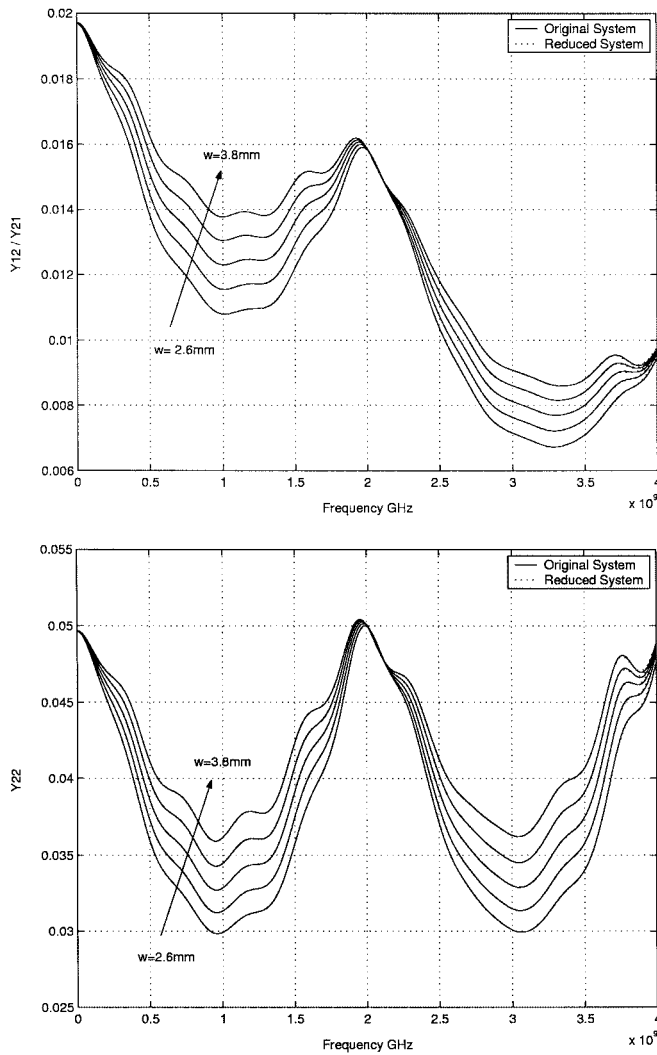 0.02
0.018
0.016
0.014
0.012
0.01
0.008
0.006
Y12 / Y21
Original System
Reduced System
w=3.8mm
w= 2.6mm
0 0.5 1 1.5 2 2.5 3 3.5 4
Frequency GHz
x 10^9
0.055
0.05
0.045
0.04
0.035
0.03
0.025
Y22
Original System
Reduced System
w=3.8mm
w=2.6mm
0 0.5 1 1.5 2 2.5 3 3.5 4
Frequency GHz
x 10^9